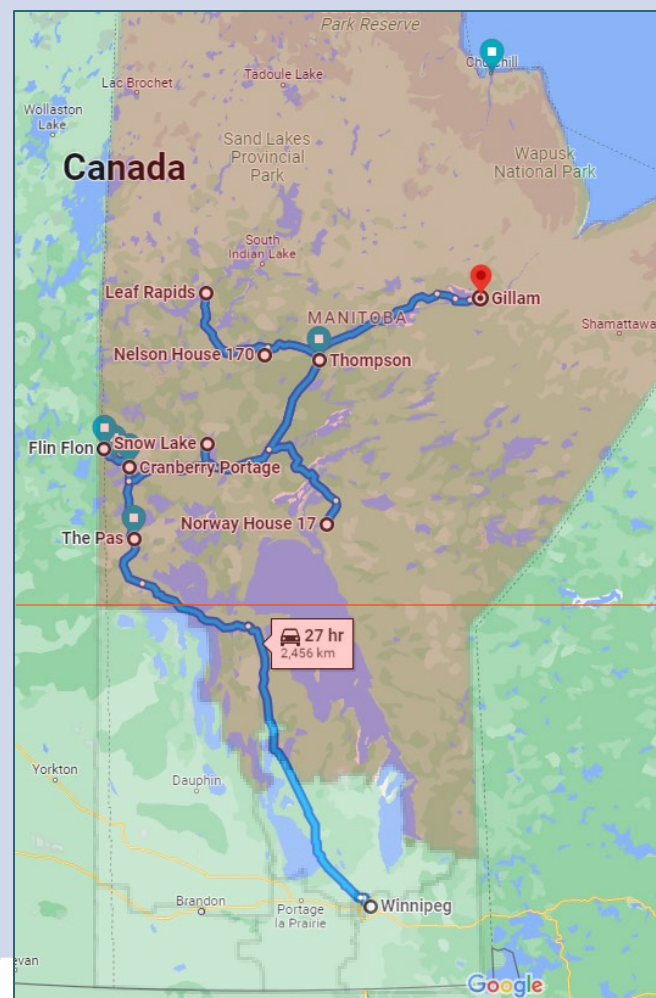 Park Reserve
Churchill
Lac Brochet
Tadoule Lake
Wollaston
Lake
Sand Lakes
Provincial
Park
Canada
Wapusk
National Park
South
Indian Lake
Leaf Rapids
Gillam
MANITOBA
Shamattawa
Nelson House 170
Thompson
Flin Flon
Snow Lake
Cranberry Portage
Norway House 17
The Pas
27 hr
2,456 km
Yorkton
Dauphin
Brandon
Portage
la Prairie
Winnipeg
evan
Google